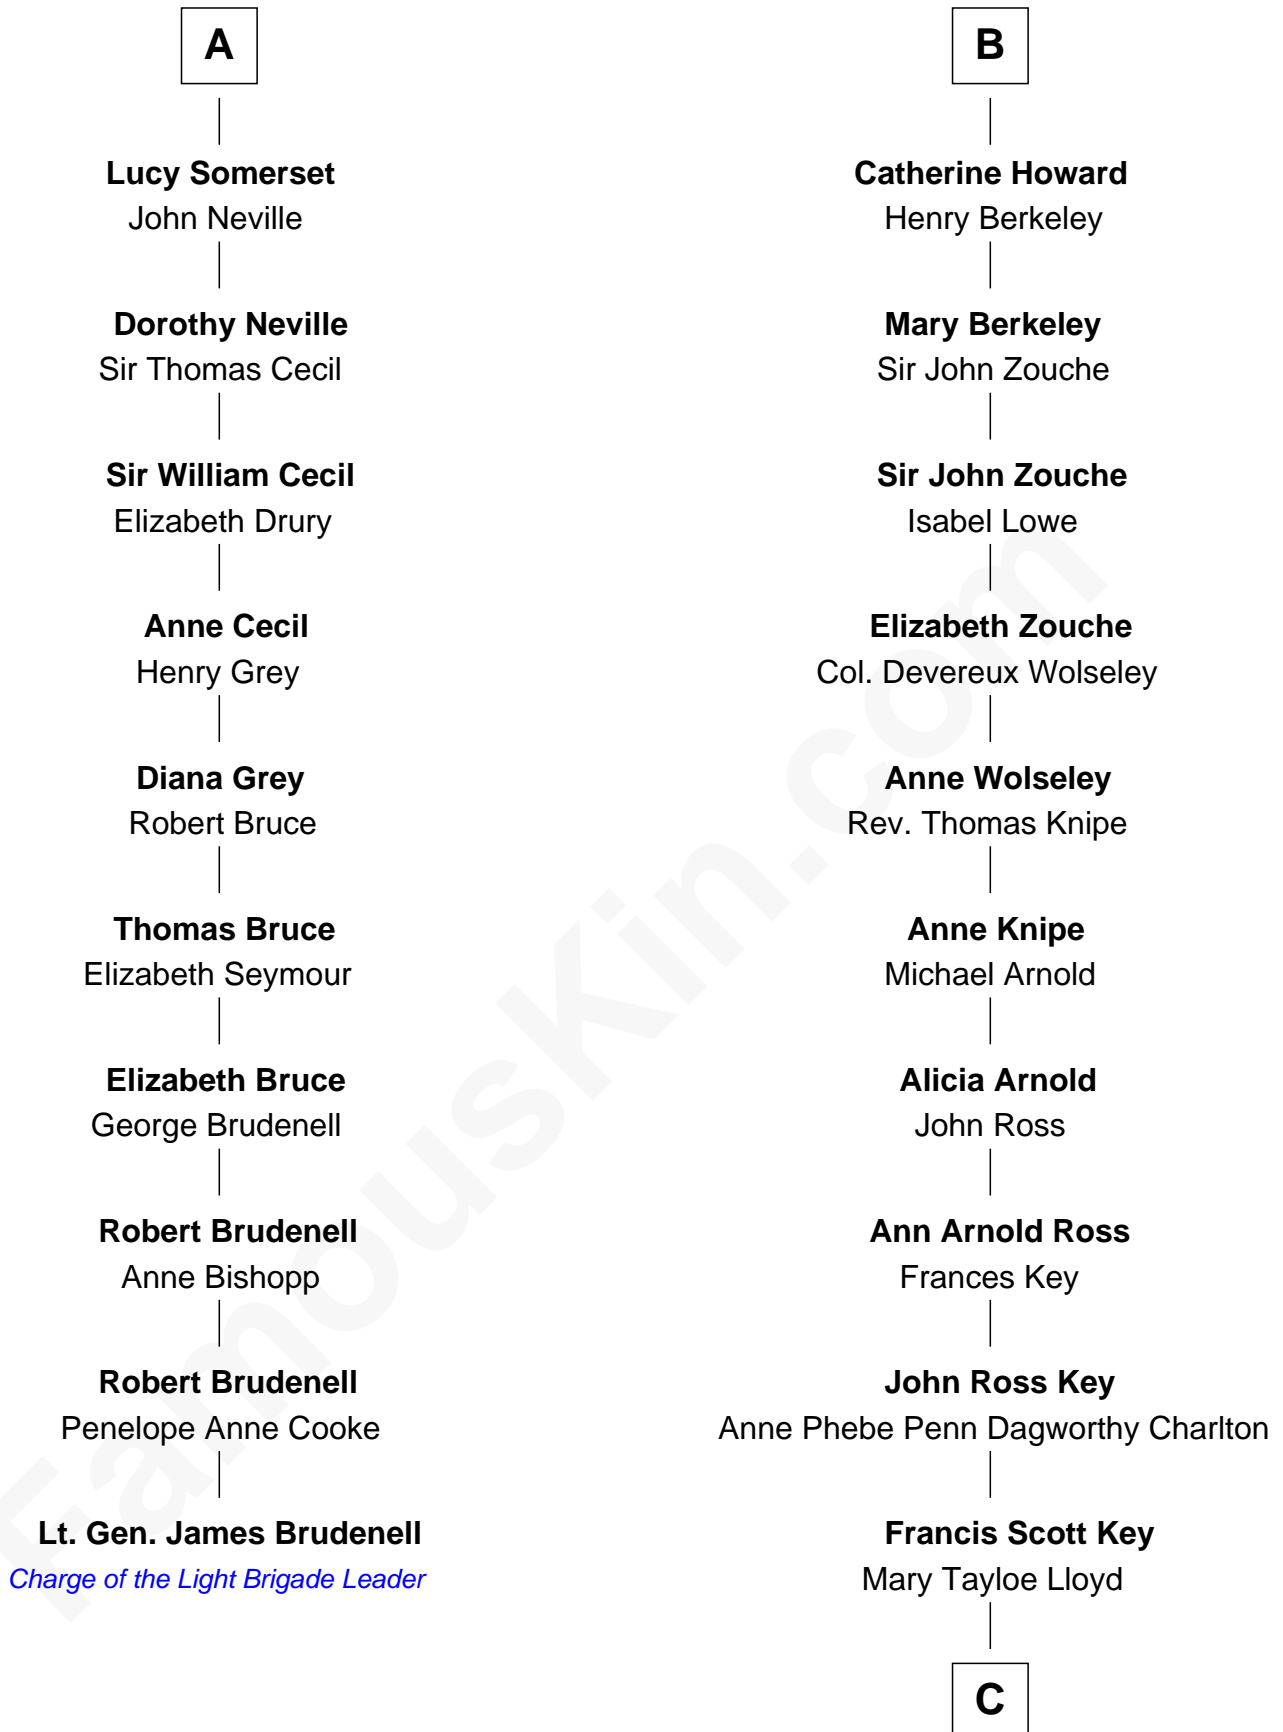 A
Lucy Somerset
John Neville
Dorothy Neville
Sir Thomas Cecil
Sir William Cecil
Elizabeth Drury
Anne Cecil
Henry Grey
Diana Grey
Robert Bruce
Thomas Bruce
Elizabeth Seymour
Elizabeth Bruce
George Brudenell
Robert Brudenell
Anne Bishopp
Robert Brudenell
Penelope Anne Cooke
Lt. Gen. James Brudenell
Charge of the Light Brigade Leader
B
Catherine Howard
Henry Berkeley
Mary Berkeley
Sir John Zouche
Sir John Zouche
Isabel Lowe
Elizabeth Zouche
Col. Devereux Wolseley
Anne Wolseley
Rev. Thomas Knipe
Anne Knipe
Michael Arnold
Alicia Arnold
John Ross
Ann Arnold Ross
Frances Key
John Ross Key
Anne Phebe Penn Dagworthy Charlton
Francis Scott Key
Mary Tayloe Lloyd
C
FamousKin.com